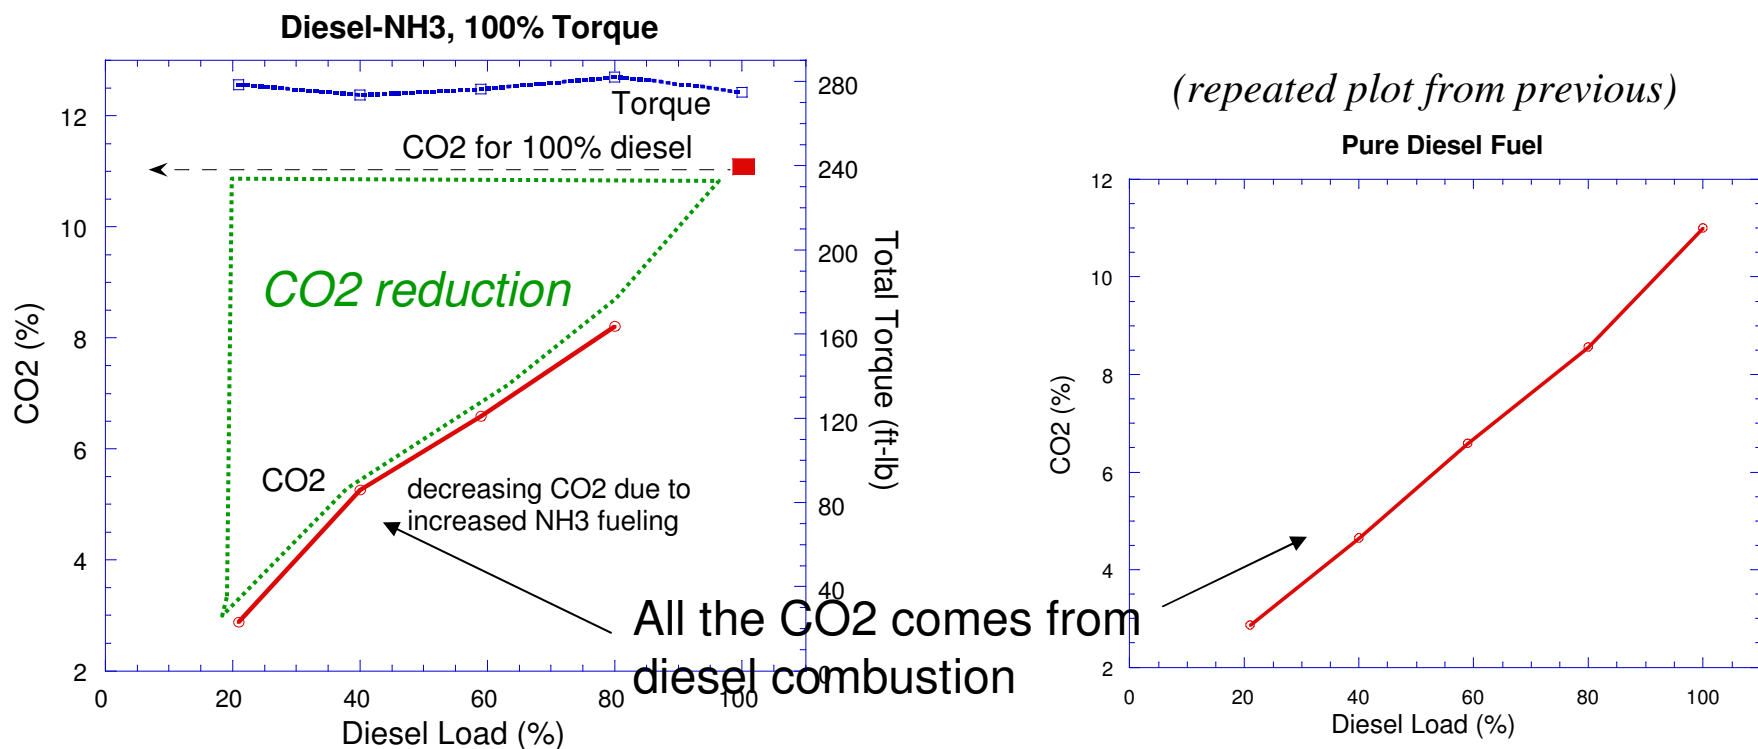 Diesel-NH3, 100% Torque
280
240
200
160
120
80
40
0
Total Torque (ft-lb)
12
10
8
6
4
2
CO2 (%)
Torque
CO2 for 100% diesel
CO2 reduction
CO2
decreasing CO2 due to
increased NH3 fueling
0
20
40
60
80
100
Diesel Load (%)
All the CO2 comes from
diesel combustion
(repeated plot from previous)
Pure Diesel Fuel
12
10
8
6
4
2
CO2 (%)
0
20
40
60
80
100
Diesel Load (%)